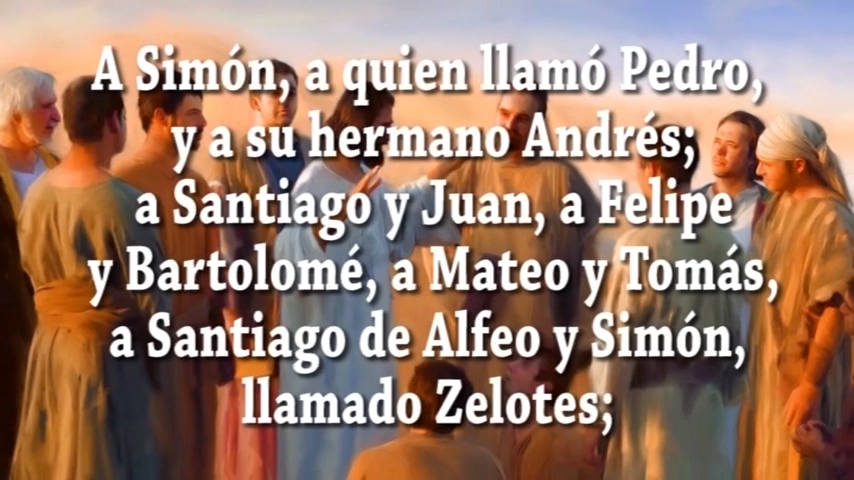 A Simón, a quien llamó Pedro,
y a su hermano Andrés;
a Santiago y Juan, a Felipe
y Bartolomé, a Mateo y Tomás,
a Santiago de Alfeo y Simón,
llamado Zelotes;